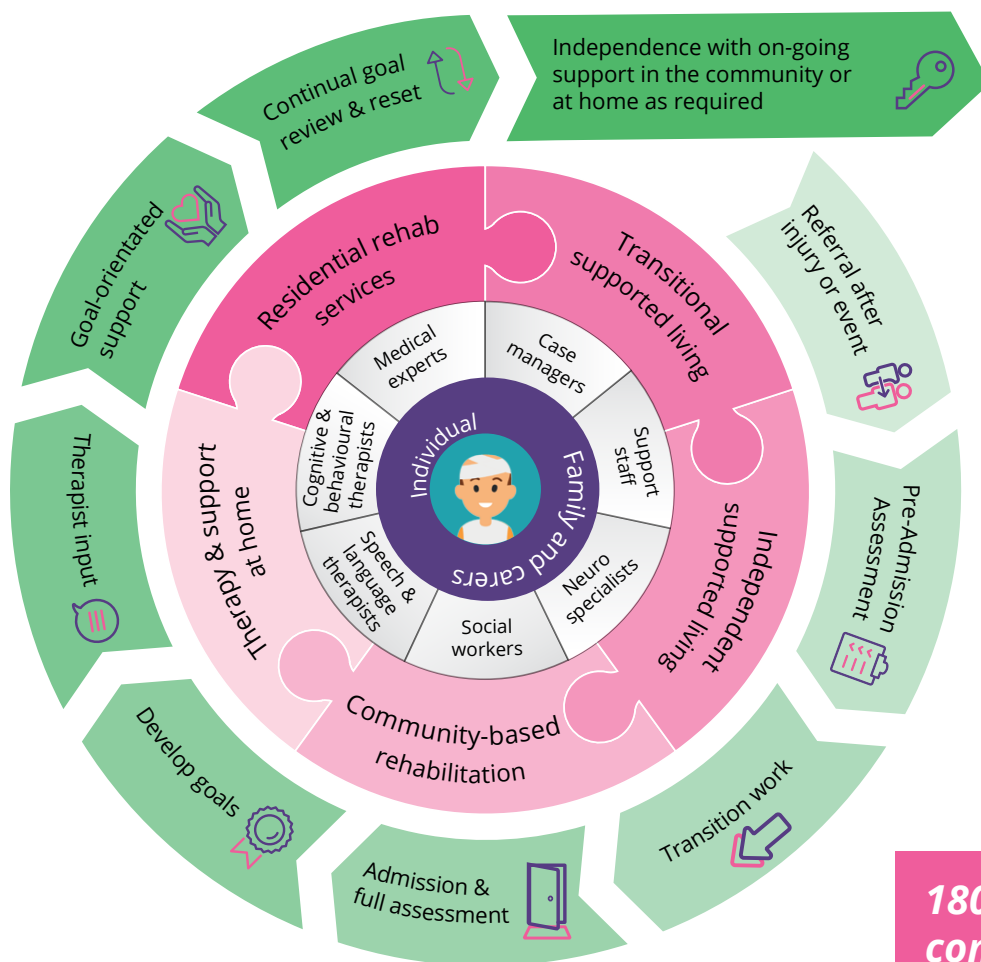 Continual goal
review & reset
Independence with on-going
support in the community or
at home as required
Referral after
injury or event
Pre-Admission
Assessment
Transition work
Admission &
full assessment
Develop goals
Therapist input
Goal-orientated
support
Residential rehab
services
Transitional
supported living
Independent
supported living
Community-based
rehabilitation
Therapy & support
at home
Medical
experts
Case
managers
Support
staff
Neuro
specialists
Social
workers
Speech &
language
therapists
Cognitive &
behavioural
therapists
Individual
Family and carers
180